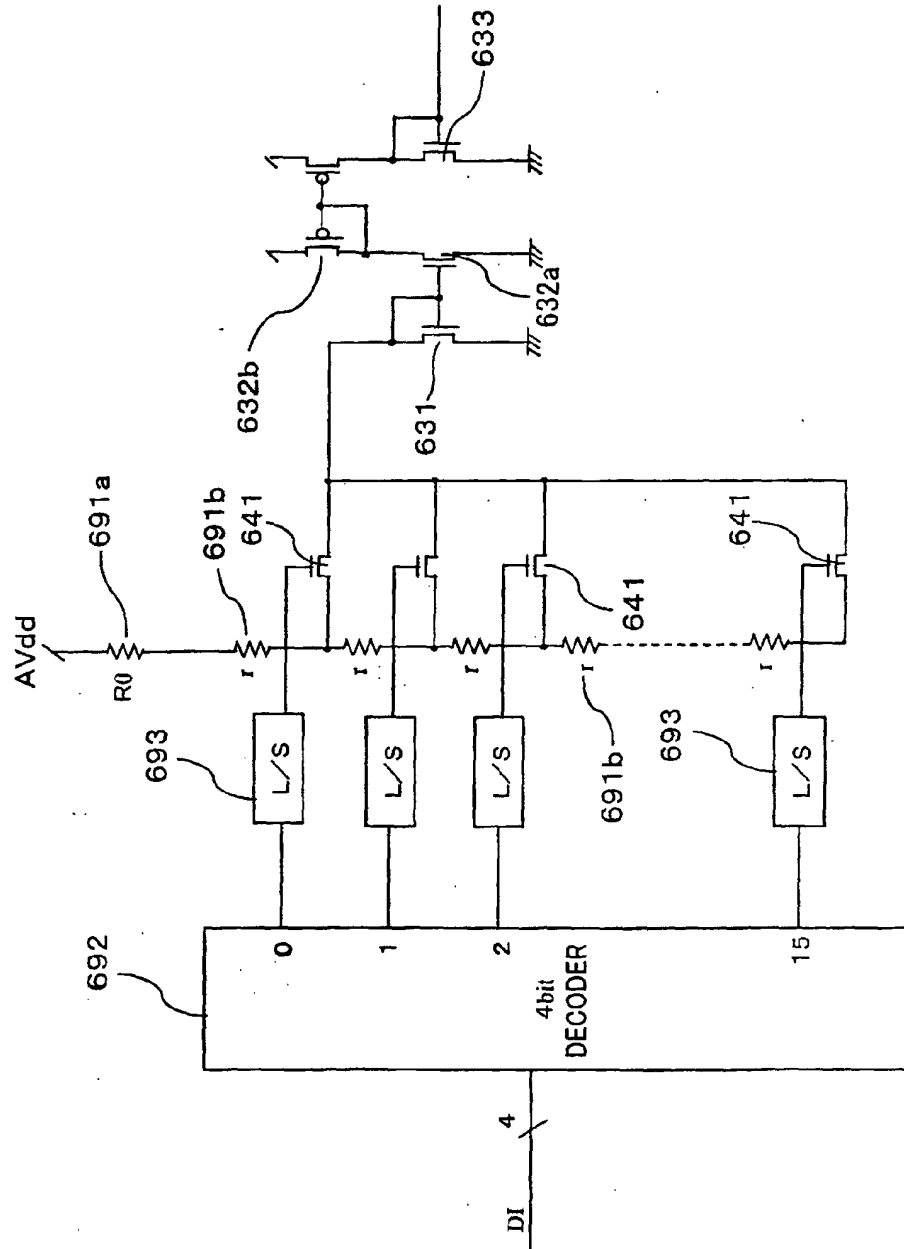 AVdd
691a
R0
691b
r
641
693
L/S
r
L/S
r
L/S
641
r
691b
r
641
693
L/S
692
0
1
2
15
4bit
DECODER
4
DI
632b
631
632a
633